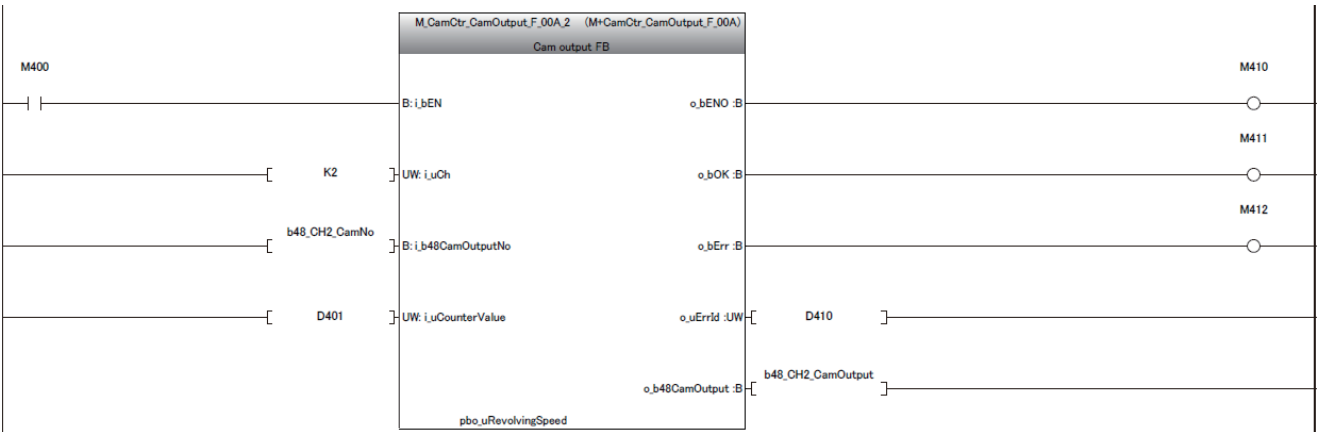 M_CamCtr_CamOutput_F_00A_2 (M+CamCtr_CamOutput_F_00A)
Cam output FB
M400
M410
B: i_bEN
o_bENO :B
M411
K2
UW: i_uCh
o_bOK :B
M412
b48_CH2_CamNo
B: i_b48CamOutputNo
o_bErr :B
D401
UW: i_uCounterValue
o_uErrId :UW
D410
o_b48CamOutput :B
b48_CH2_CamOutput
pbo_uRevolvingSpeed